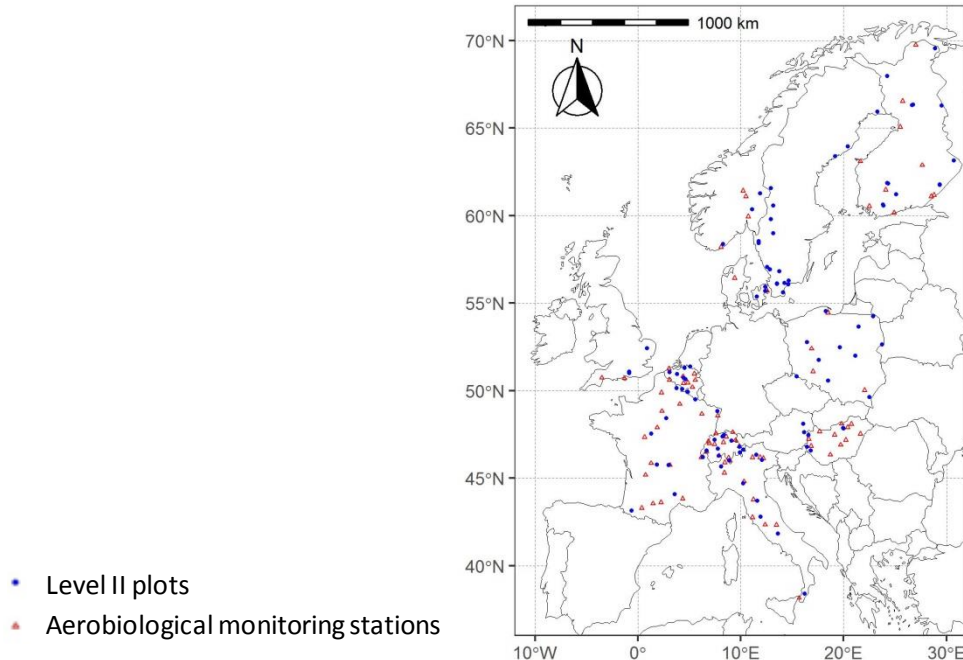 1000 km
N
70°N
65°N
60°N
55°N
50°N
45°N
40°N
10°W 0° 10°E 20°E 30°E
Level II plots
Aerobiological monitoring stations